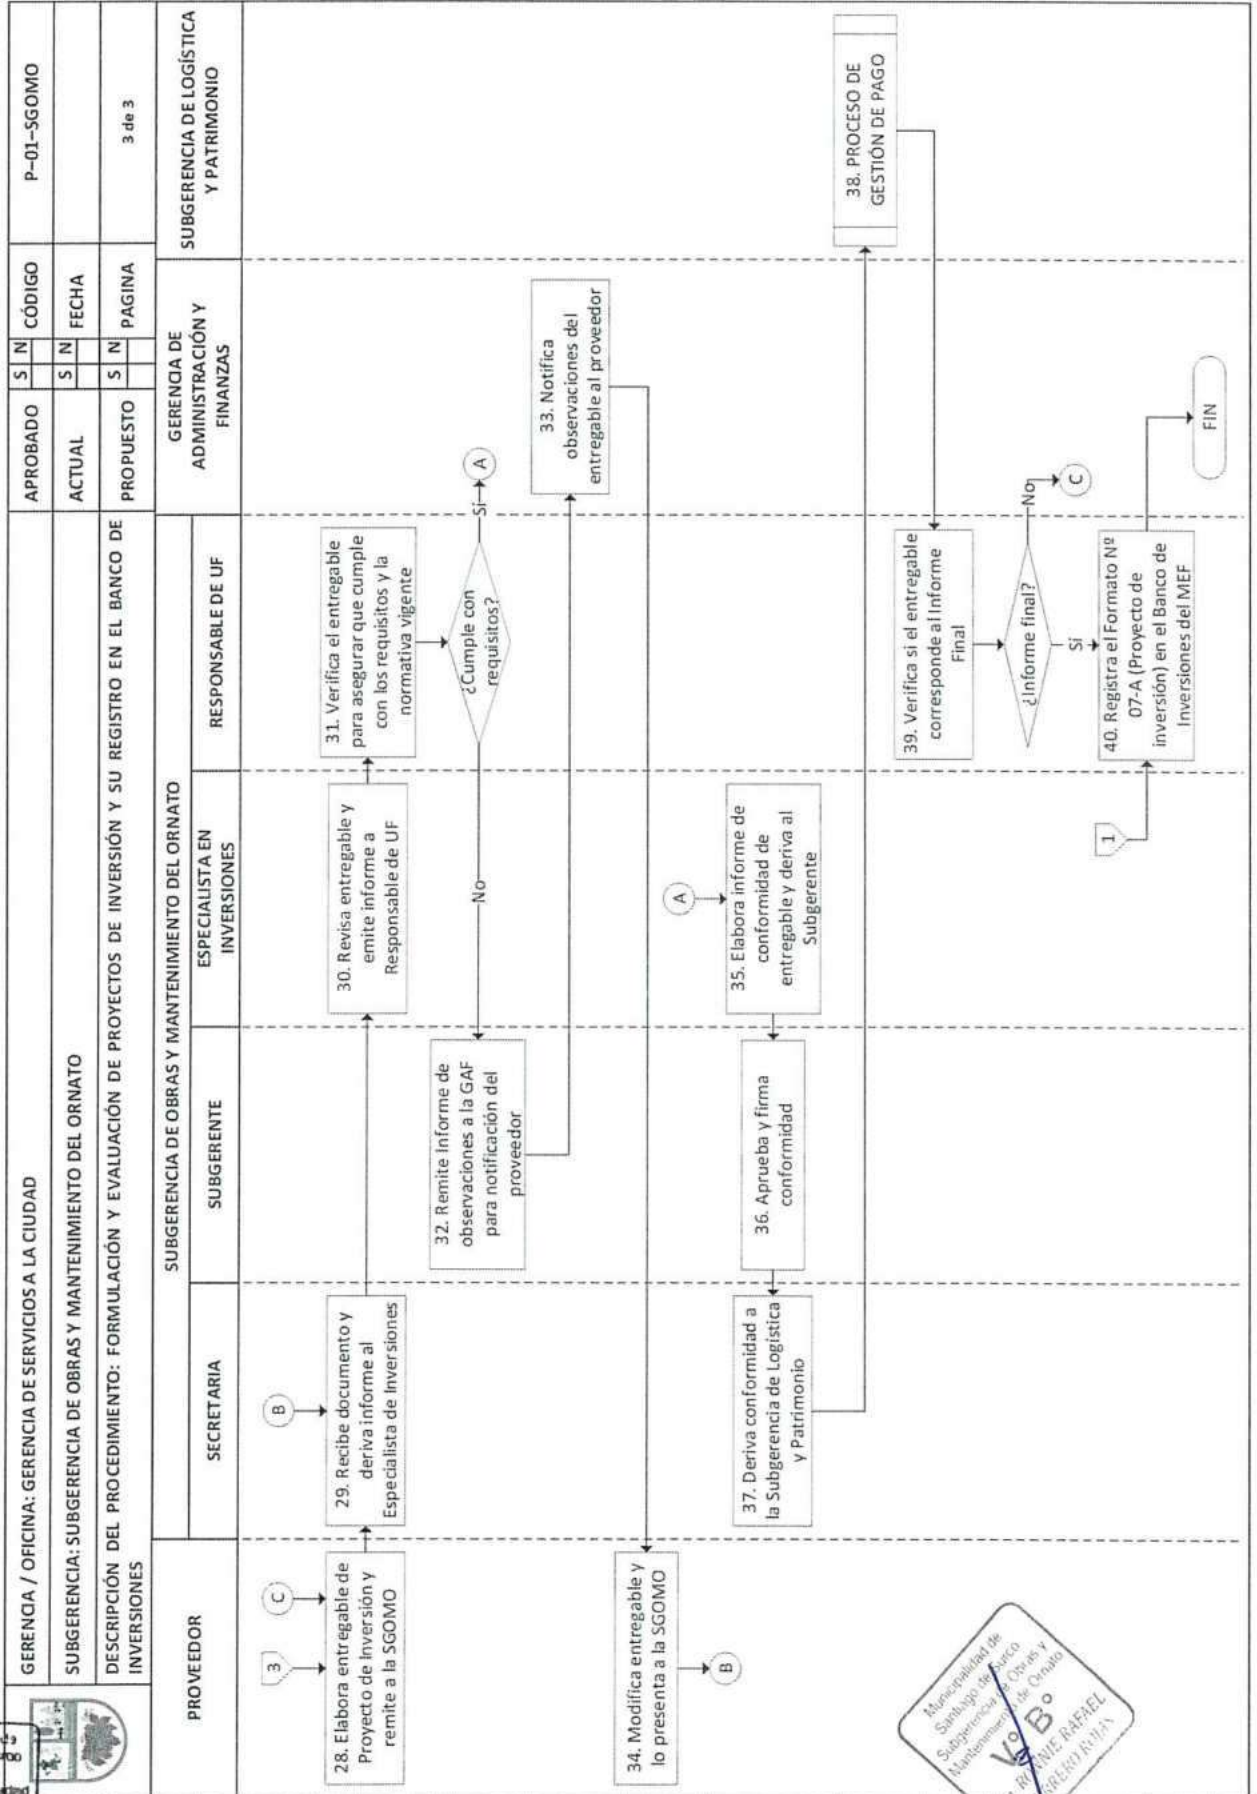 GERENCIA / OFICINA: GERENCIA DE SERVICIOS A LA CIUDAD
APROBADO
S N
CÓDIGO
P–01–SGOMO
SUBGERENCIA: SUBGERENCIA DE OBRAS Y MANTENIMIENTO DEL ORNATO
ACTUAL
S N
FECHA
DESCRIPCIÓN DEL PROCEDIMIENTO: FORMULACIÓN Y EVALUACIÓN DE PROYECTOS DE INVERSIÓN Y SU REGISTRO EN EL BANCO DE
INVERSIONES
PROPUESTO
S N
PAGINA
3 de 3
PROVEEDOR
SUBGERENCIA DE OBRAS Y MANTENIMIENTO DEL ORNATO
SECRETARIA
SUBGERENTE
ESPECIALISTA EN
INVERSIONES
RESPONSABLE DE UF
GERENCIA DE
ADMINISTRACIÓN Y
FINANZAS
SUBGERENCIA DE LOGÍSTICA
Y PATRIMONIO
3
C
28. Elabora entregable de
Proyecto de Inversión y
remite a la SGOMO
B
29. Recibe documento y
deriva informe al
Especialista de Inversiones
30. Revisa entregable y
emite informe a
Responsable de UF
31. Verifica el entregable
para asegurar que cumple
con los requisitos y la
normativa vigente
¿Cumple con
requisitos?
Sí
A
No
32. Remite Informe de
observaciones a la GAF
para notificación del
proveedor
33. Notifica
observaciones del
entregable al proveedor
34. Modifica entregable y
lo presenta a la SGOMO
B
A
35. Elabora informe de
conformidad de
entregable y deriva al
Subgerente
36. Aprueba y firma
conformidad
37. Deriva conformidad a
la Subgerencia de Logística
y Patrimonio
38. PROCESO DE
GESTIÓN DE PAGO
39. Verifica si el entregable
corresponde al Informe
Final
¿Informe final?
No
C
Sí
1
40. Registra el Formato Nº
07-A (Proyecto de
inversión) en el Banco de
Inversiones del MEF
FIN
Municipalidad de
Santiago de Surco
Subgerencia de Obras y
Mantenimiento de Ornato
V° B°
RONNIE RAFAEL